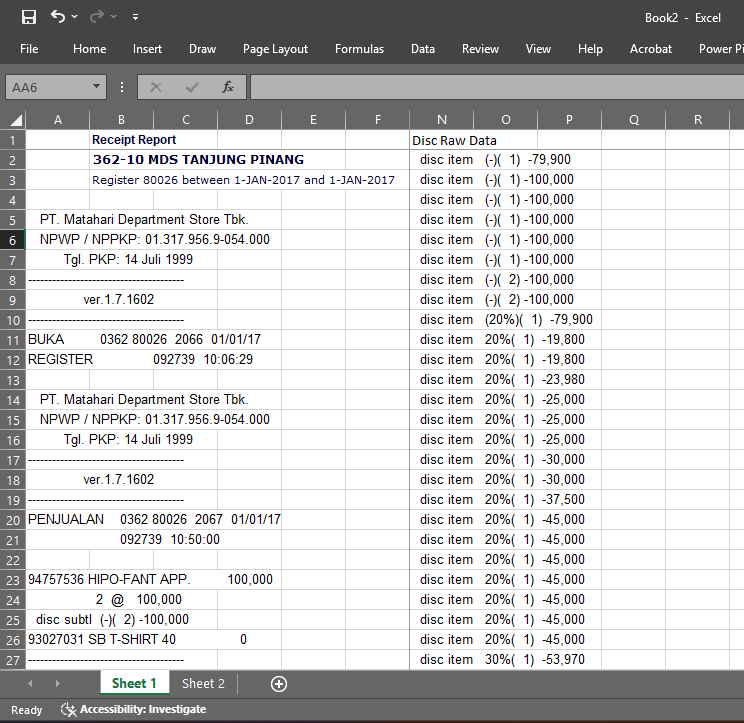 Book2 - Excel
File Home Insert Draw Page Layout Formulas Data Review View Help Acrobat Power Pi
AA6 fx
A B C D E F N O P Q R
1 Receipt Report Disc Raw Data
2 362-10 MDS TANJUNG PINANG disc item (-)( 1) -79,900
3 Register 80026 between 1-JAN-2017 and 1-JAN-2017 disc item (-)( 1) -100,000
4 disc item (-)( 1) -100,000
5 PT. Matahari Department Store Tbk. disc item (-)( 1) -100,000
6 NPWP / NPPKP: 01.317.956.9-054.000 disc item (-)( 1) -100,000
7 Tgl. PKP: 14 Juli 1999 disc item (-)( 1) -100,000
8 --------------------------------------- disc item (-)( 2) -100,000
9 ver.1.7.1602 disc item (-)( 2) -100,000
10 --------------------------------------- disc item (20%)( 1) -79,900
11 BUKA 0362 80026 2066 01/01/17 disc item 20%( 1) -19,800
12 REGISTER 092739 10:06:29 disc item 20%( 1) -19,800
13 disc item 20%( 1) -23,980
14 PT. Matahari Department Store Tbk. disc item 20%( 1) -25,000
15 NPWP / NPPKP: 01.317.956.9-054.000 disc item 20%( 1) -25,000
16 Tgl. PKP: 14 Juli 1999 disc item 20%( 1) -25,000
17 --------------------------------------- disc item 20%( 1) -30,000
18 ver.1.7.1602 disc item 20%( 1) -30,000
19 --------------------------------------- disc item 20%( 1) -37,500
20 PENJUALAN 0362 80026 2067 01/01/17 disc item 20%( 1) -45,000
21 092739 10:50:00 disc item 20%( 1) -45,000
22 disc item 20%( 1) -45,000
23 94757536 HIPO-FANT APP. 100,000 disc item 20%( 1) -45,000
24 2 @ 100,000 disc item 20%( 1) -45,000
25 disc subtl (-)( 2) -100,000 disc item 20%( 1) -45,000
26 93027031 SB T-SHIRT 40 0 disc item 20%( 1) -45,000
27 --------------------------------------- disc item 30%( 1) -53,970
Sheet 1 Sheet 2
Ready Accessibility: Investigate